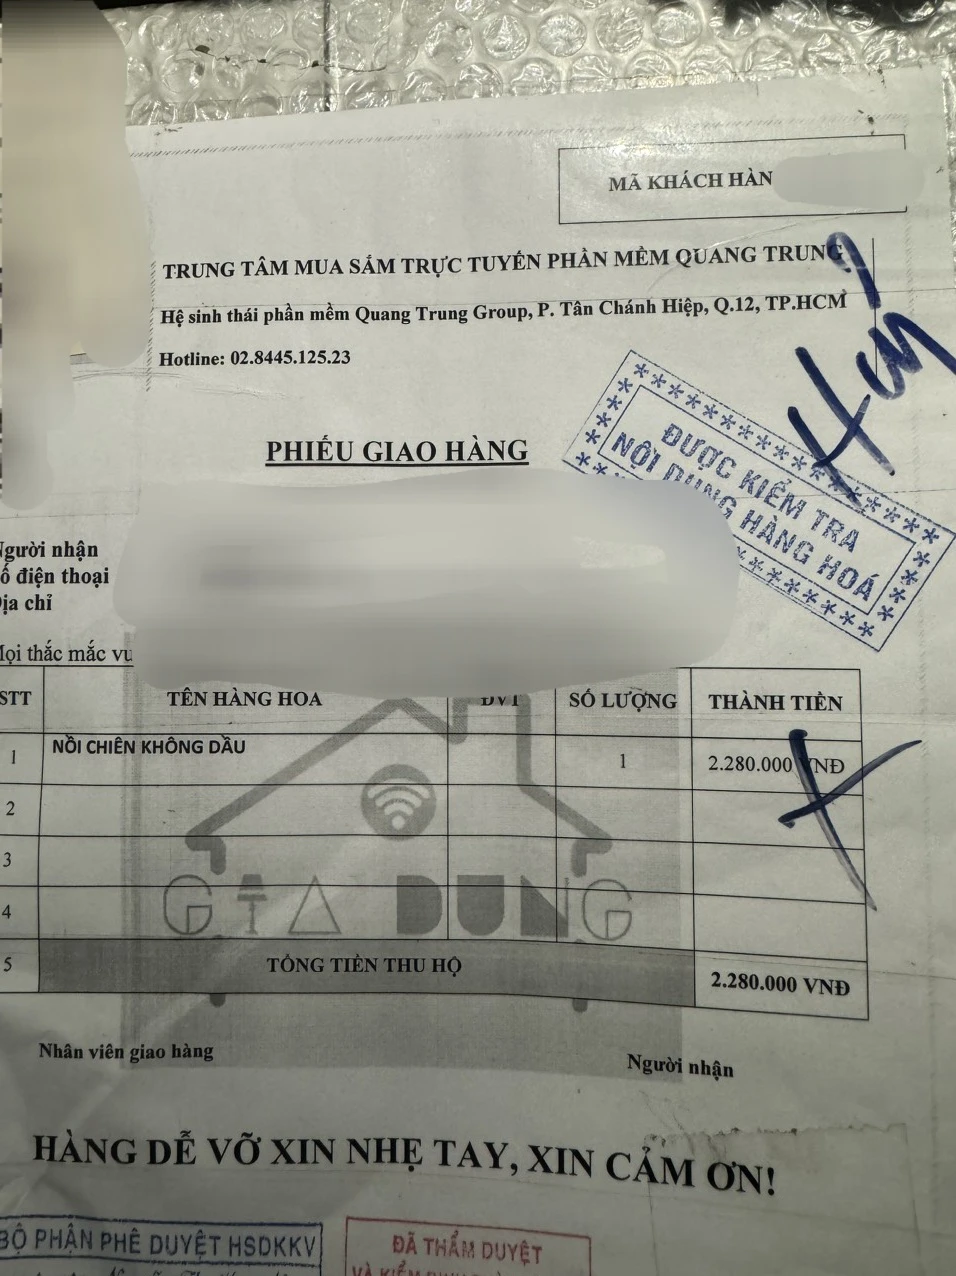 MÃ KHÁCH HÀN
TRUNG TÂM MUA SẮM TRỰC TUYẾN PHẦN MỀM QUANG TRUNG
Hệ sinh thái phần mềm Quang Trung Group, P. Tân Chánh Hiệp, Q.12, TP.HCM
Hotline: 02.8445.125.23
PHIẾU GIAO HÀNG
ĐƯỢC KIỂM TRA
NỘI DUNG HÀNG HOÁ
Người nhận
Số điện thoại
Địa chỉ
Mọi thắc mắc
STT TÊN HÀNG HOA ĐVT SỐ LƯỢNG THÀNH TIỀN
1 NỒI CHIÊN KHÔNG DẦU 1 2.280.000 VNĐ
2
3
4
GIA DỤNG
5 TỔNG TIỀN THU HỘ 2.280.000 VNĐ
Nhân viên giao hàng Người nhận
HÀNG DỄ VỠ XIN NHẸ TAY, XIN CẢM ƠN!
BỘ PHẬN PHÊ DUYỆT HSDKKV
ĐÃ THẨM DUYỆT